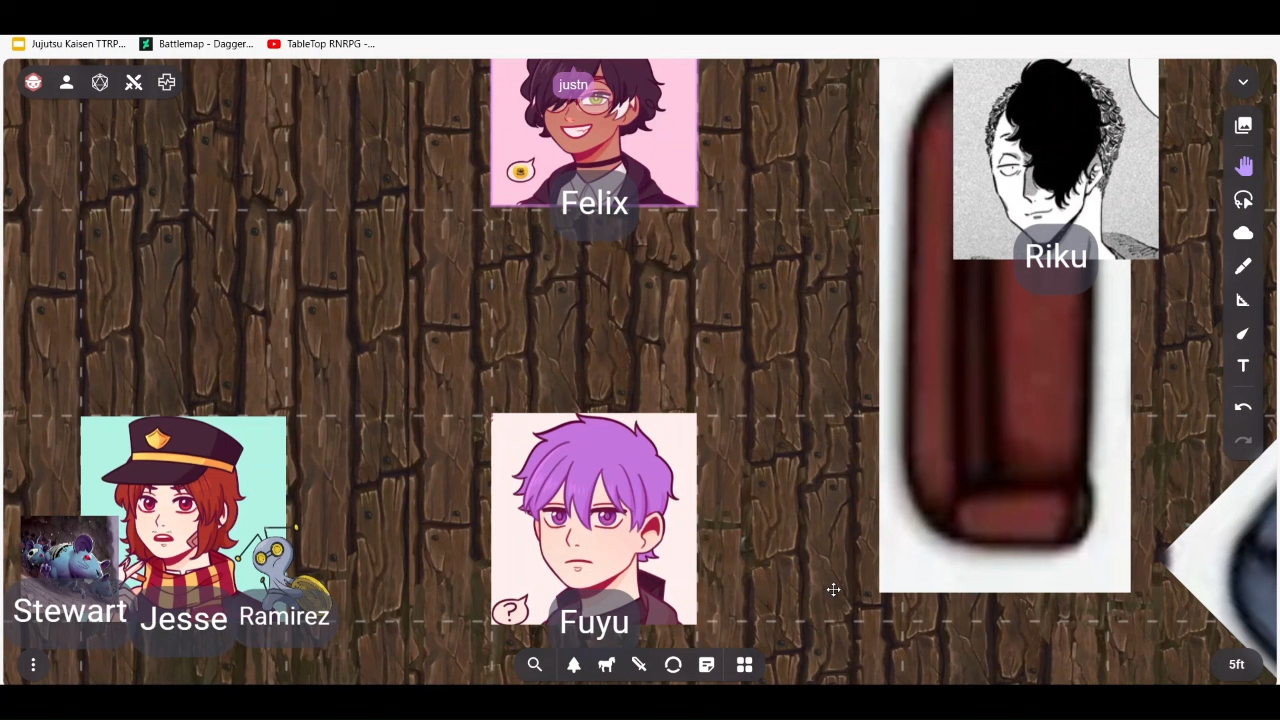 Jujutsu Kaisen TTRP... Battlemap - Dagger... TableTop RNRPG -...
justn
Felix
Riku
?
Stewart
Jesse
Ramirez
Fuyu
T
5ft